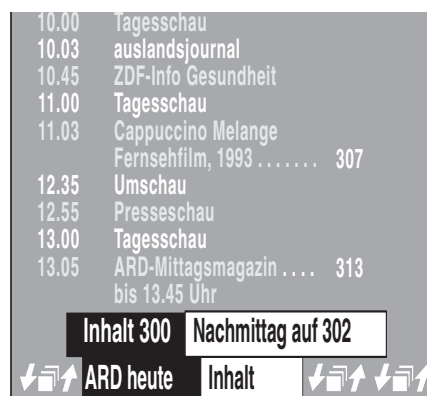 10.00 Tagesschau
10.03 auslandsjournal
10.45 ZDF-Info Gesundheit
11.00 Tagesschau
11.03 Cappuccino Melange
Fernsehfilm, 1993 . . . . . . . 307
12.35 Umschau
12.55 Presseschau
13.00 Tagesschau
13.05 ARD-Mittagsmagazin . . . . 313
bis 13.45 Uhr
Inhalt 300 Nachmittag auf 302
ARD heute Inhalt